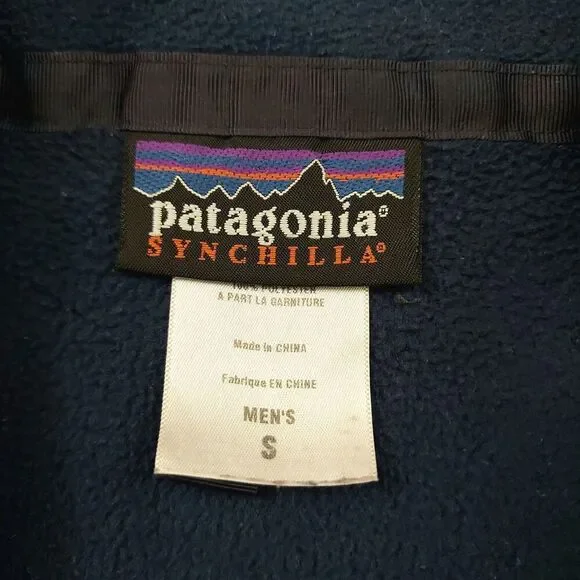 patagonia®
SYNCHILLA®
100% POLYESTER
À PART LA GARNITURE
Made in CHINA
Fabriqué EN CHINE
MEN'S
S